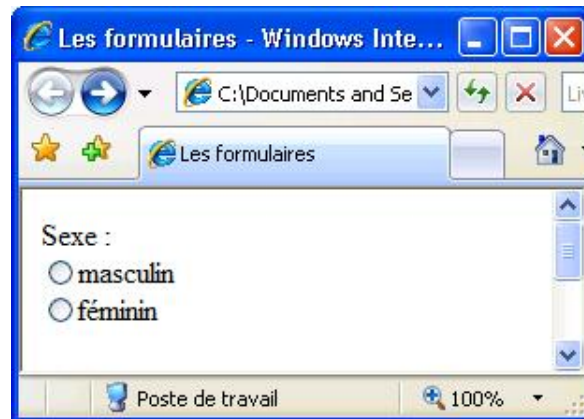 Les formulaires - Windows Inte...
C:\Documents and Se
Les formulaires
Sexe :
masculin
féminin
Poste de travail
100%